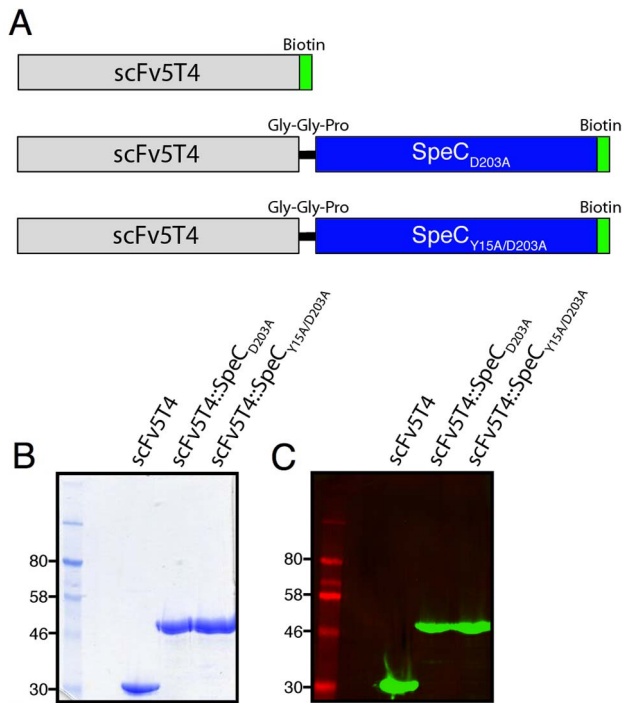 A
Biotin
scFv5T4
Gly-Gly-Pro Biotin
scFv5T4 SpeC D203A
Gly-Gly-Pro Biotin
scFv5T4 SpeC Y15A/D203A
B
scFv5T4
scFv5T4::SpeC D203A
scFv5T4::SpeC Y15A/D203A
80
58
46
30
C
scFv5T4
scFv5T4::SpeC D203A
scFv5T4::SpeC Y15A/D203A
80
58
46
30